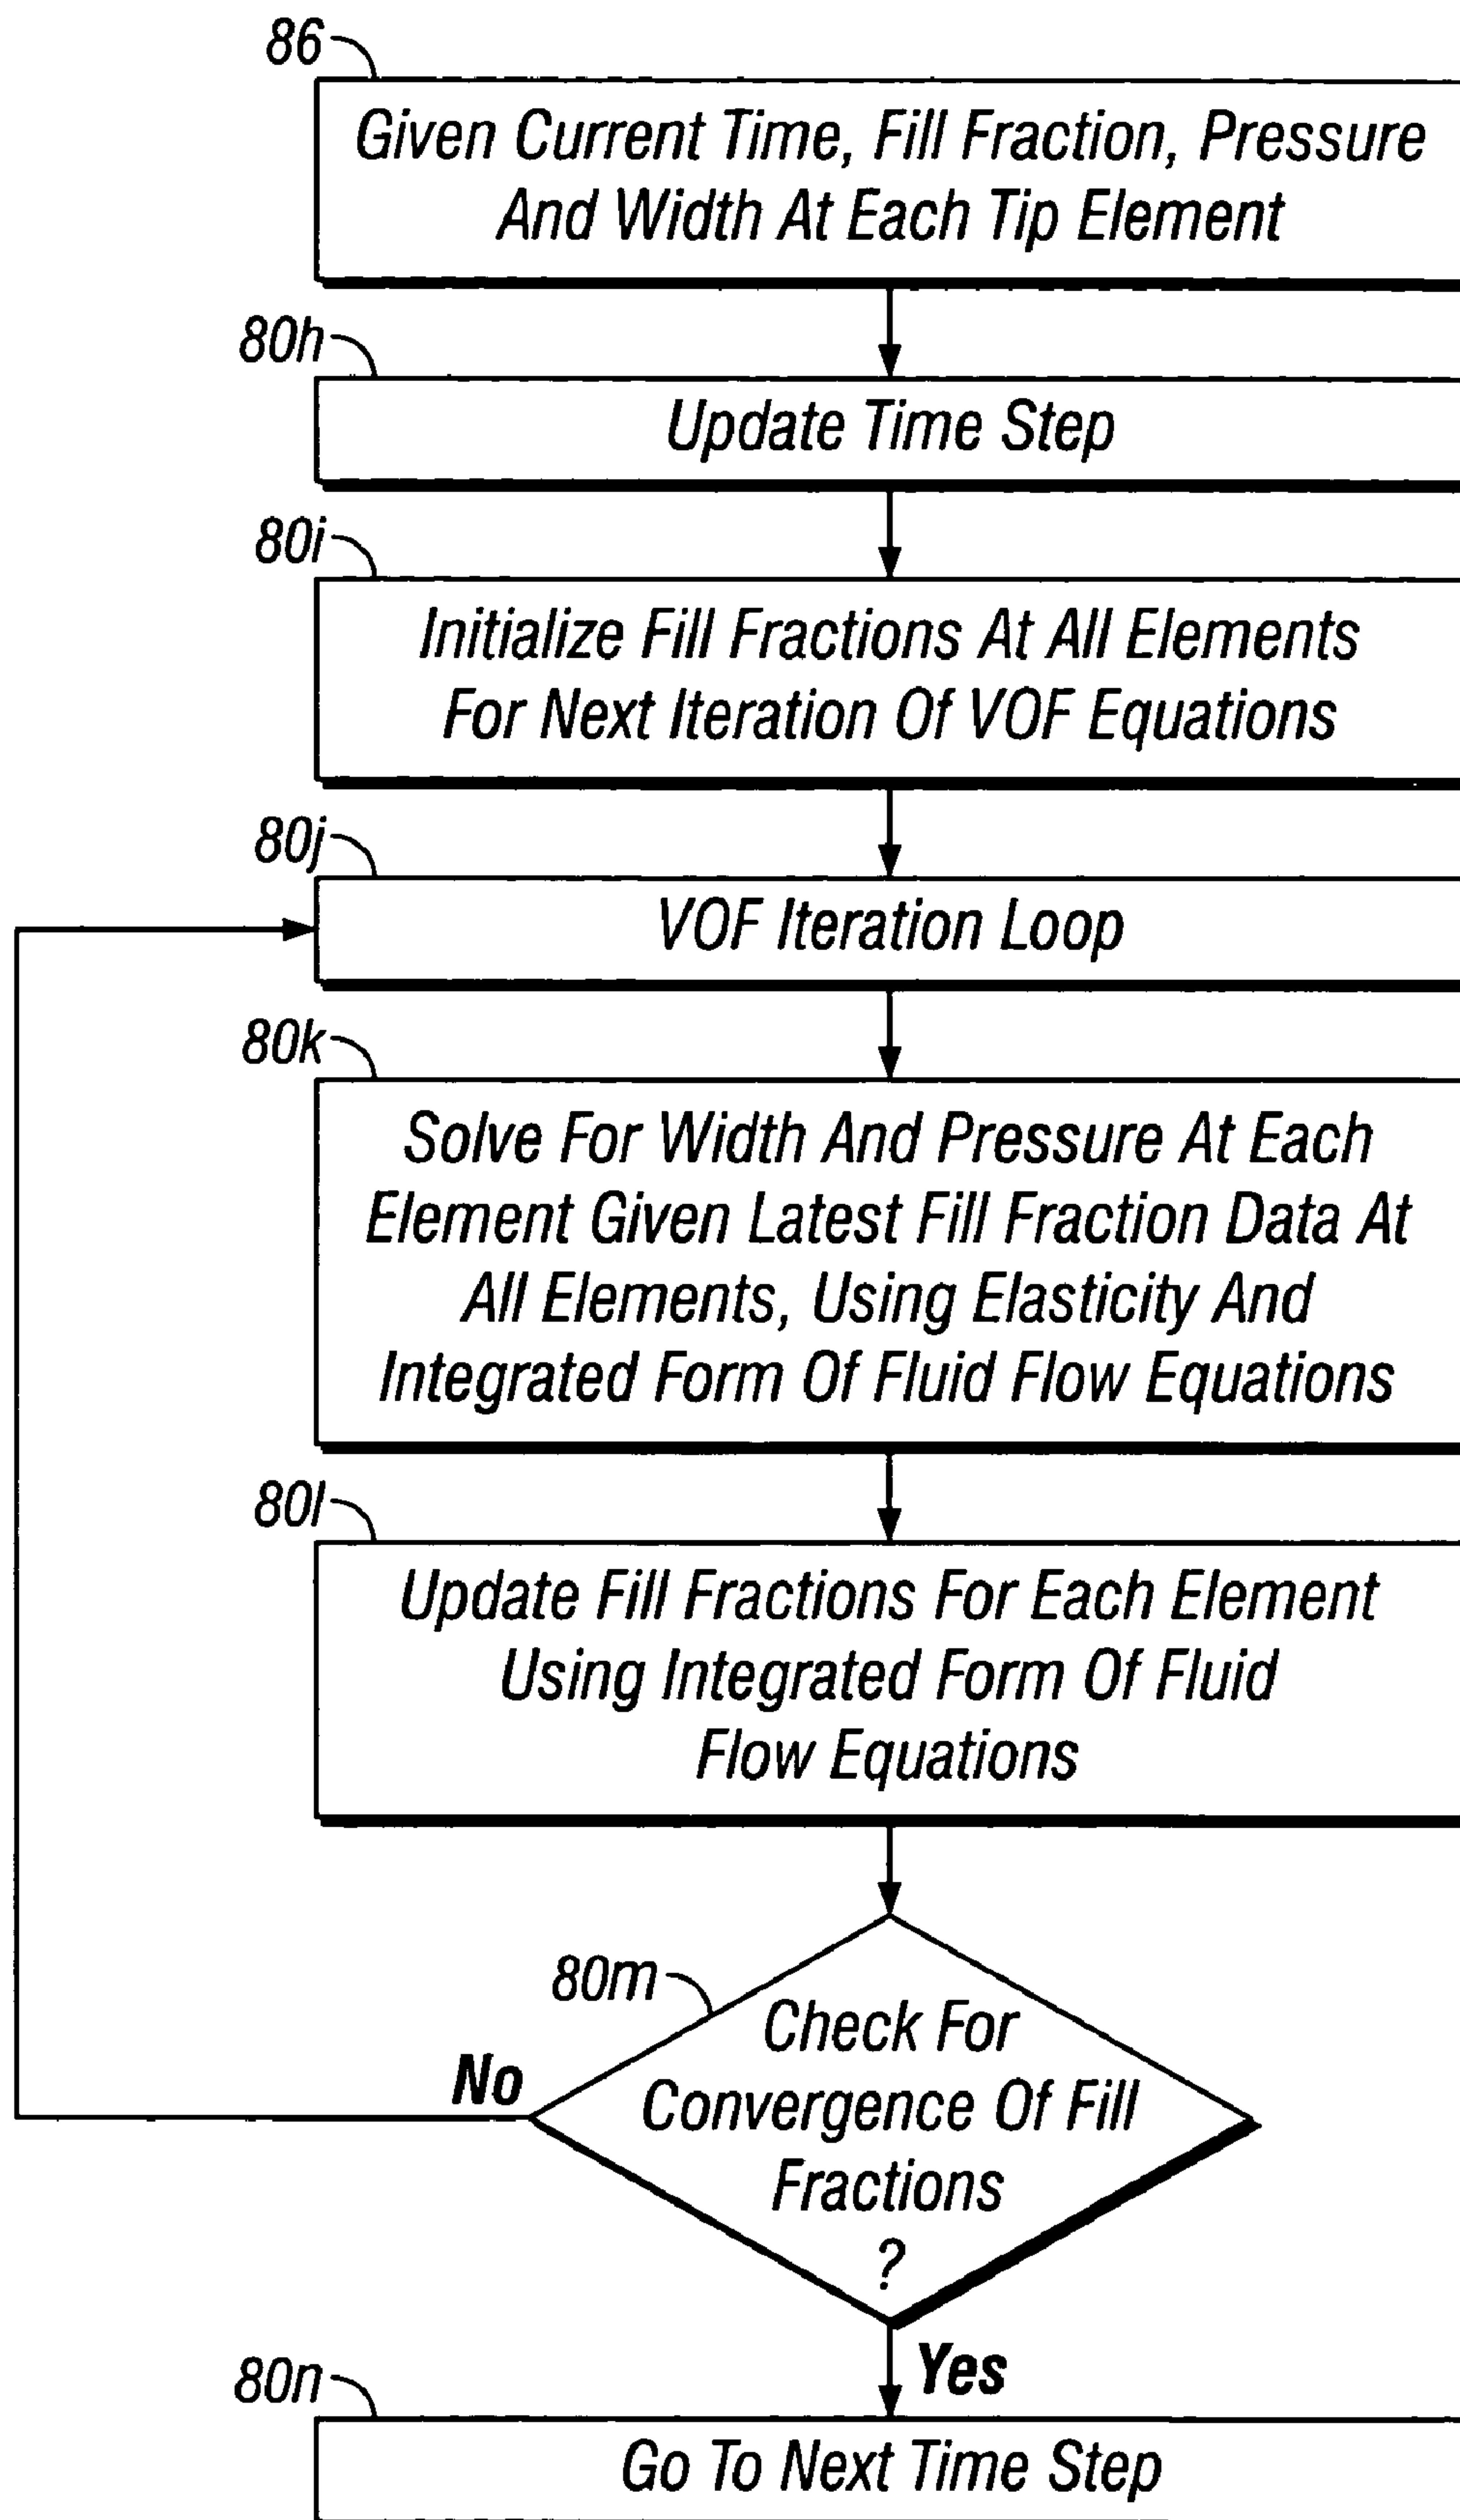 86
Given Current Time, Fill Fraction, Pressure
And Width At Each Tip Element
80h
Update Time Step
80i
Initialize Fill Fractions At All Elements
For Next Iteration Of VOF Equations
80j
VOF Iteration Loop
80k
Solve For Width And Pressure At Each
Element Given Latest Fill Fraction Data At
All Elements, Using Elasticity And
Integrated Form Of Fluid Flow Equations
80l
Update Fill Fractions For Each Element
Using Integrated Form Of Fluid
Flow Equations
80m
Check For
Convergence Of Fill
Fractions
?
No
Yes
80n
Go To Next Time Step